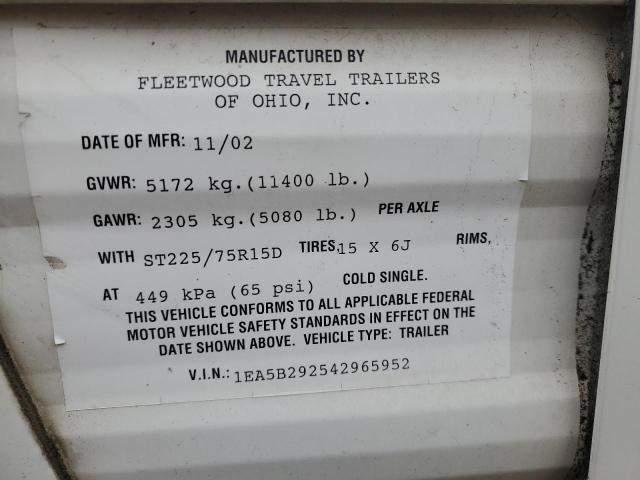 MANUFACTURED BY
FLEETWOOD TRAVEL TRAILERS
OF OHIO, INC.
DATE OF MFR: 11/02
GVWR: 5172 kg.(11400 lb.)
GAWR: 2305 kg.(5080 lb.) PER AXLE
WITH ST225/75R15D TIRES, 15 X 6J RIMS,
AT 449 kPa (65 psi) COLD SINGLE.
THIS VEHICLE CONFORMS TO ALL APPLICABLE FEDERAL
MOTOR VEHICLE SAFETY STANDARDS IN EFFECT ON THE
DATE SHOWN ABOVE. VEHICLE TYPE: TRAILER
V.I.N.: 1EA5B292542965952